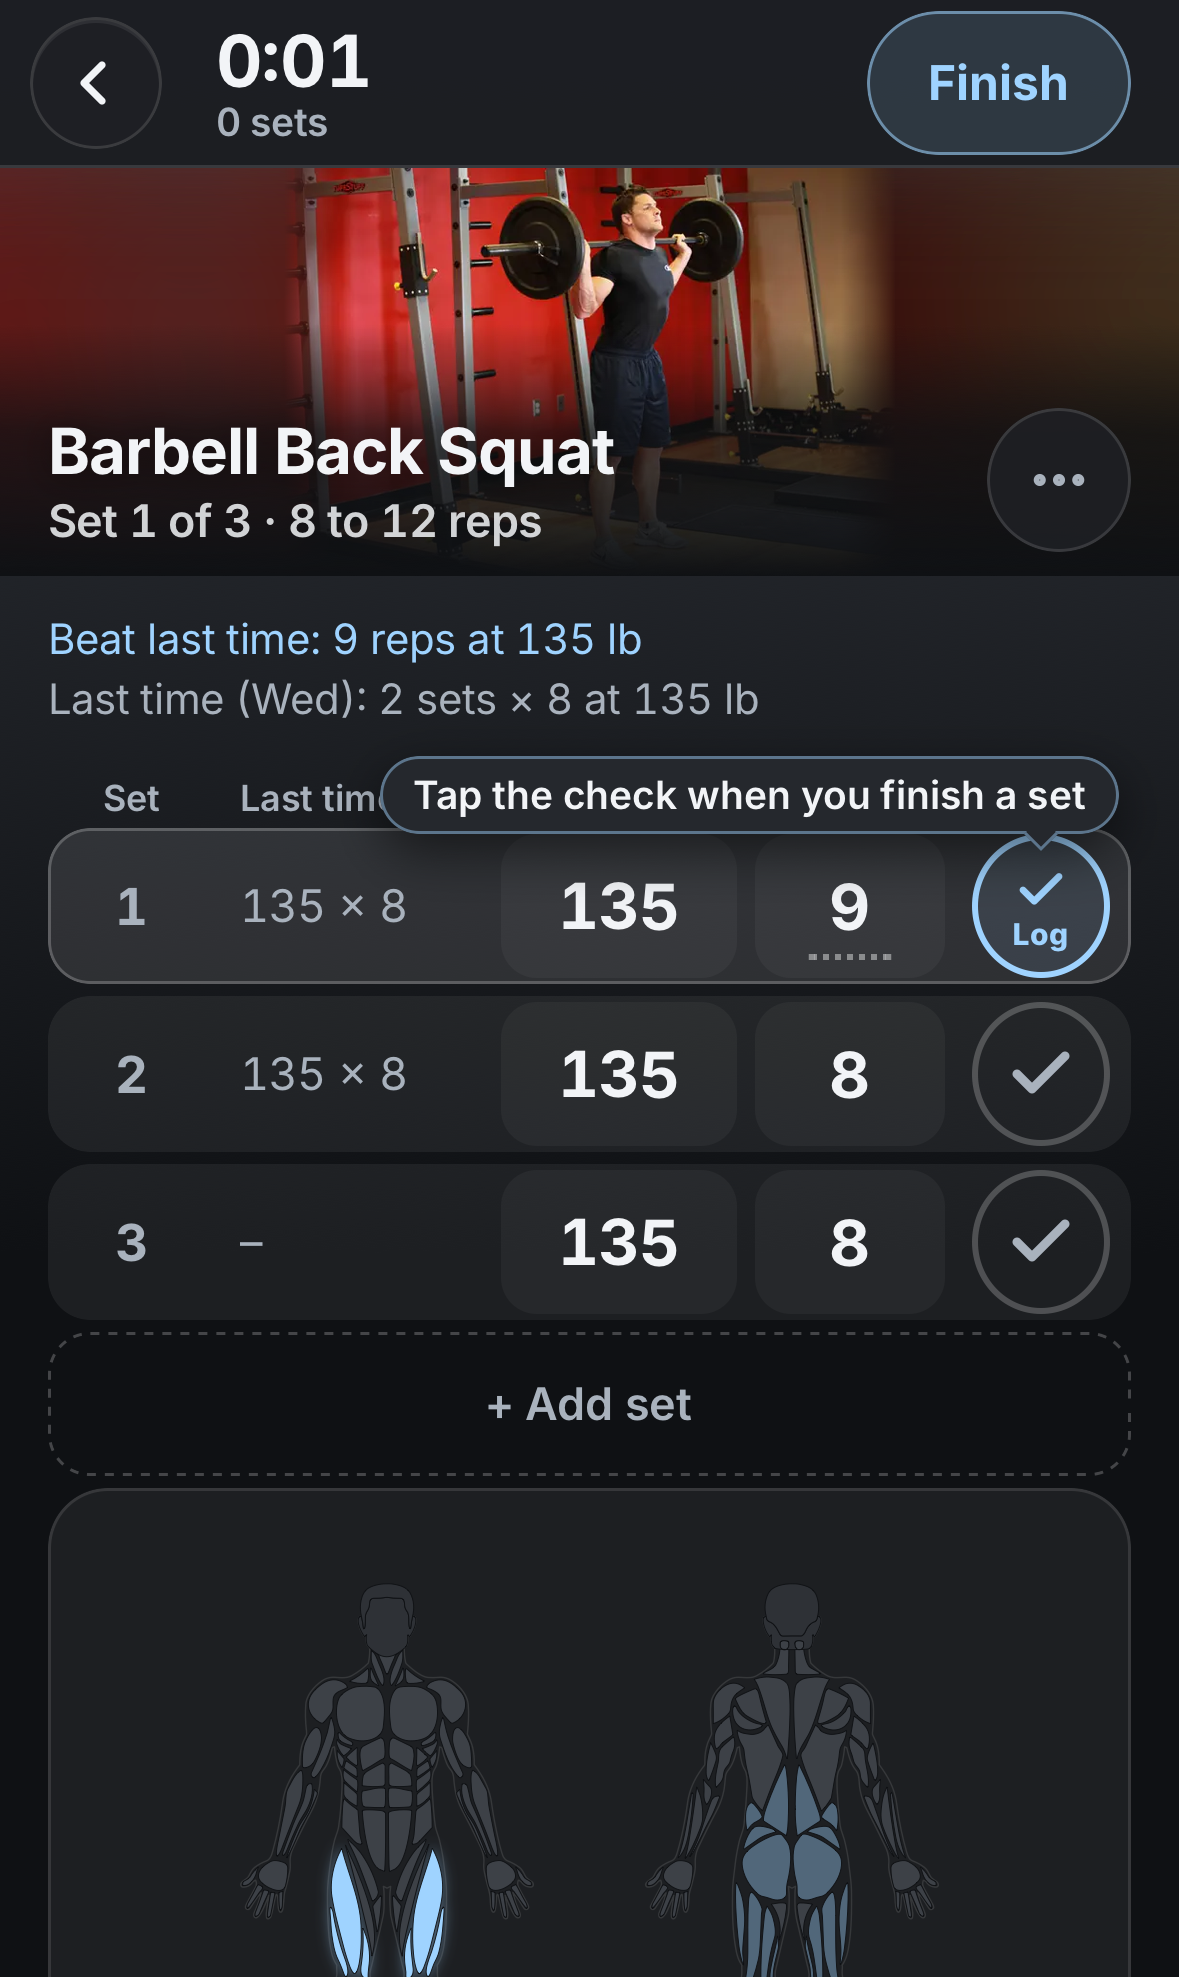 0:01
0 sets
Finish
Barbell Back Squat
Set 1 of 3 · 8 to 12 reps
Beat last time: 9 reps at 135 lb
Last time (Wed): 2 sets × 8 at 135 lb
Set Last time
Tap the check when you finish a set
1 135 × 8 135 9 Log
2 135 × 8 135 8
3 – 135 8
+ Add set